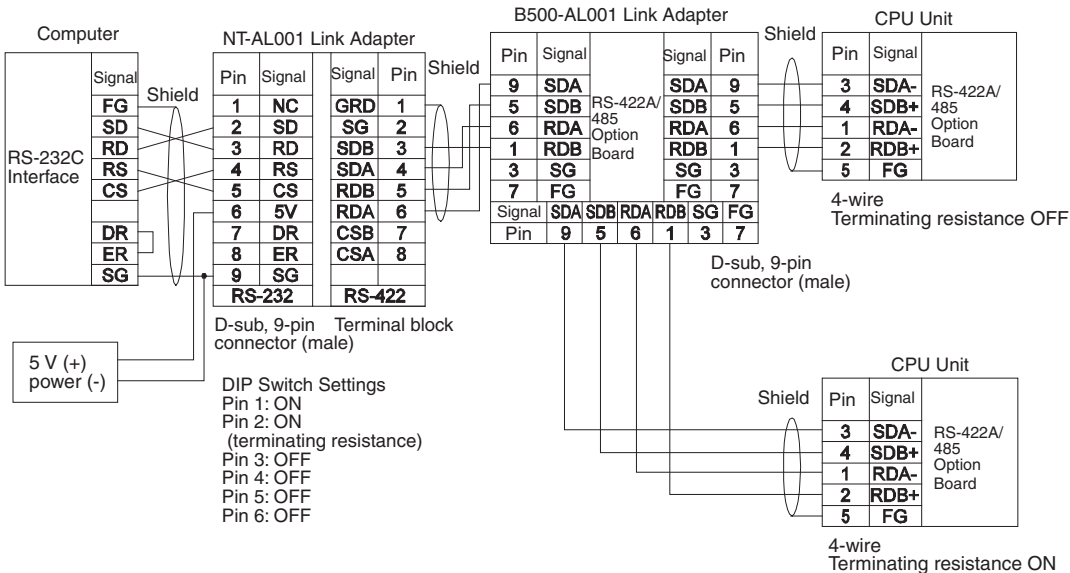 B500-AL001 Link Adapter
CPU Unit
Computer
NT-AL001 Link Adapter
Shield
Pin Signal Signal Pin
Pin Signal
Signal
Pin Signal Signal Pin
Shield
Shield
9 SDA SDA 9
3 SDA-
RS-422A/
485
Option
Board
FG
1 NC GRD 1
5 SDB SDB 5
RS-422A/
485
Option
Board
4 SDB+
SD
2 SD SG 2
6 RDA RDA 6
1 RDA-
RD
3 RD SDB 3
1 RDB RDB 1
2 RDB+
RS-232C
Interface
RS
4 RS SDA 4
3 SG SG 3
5 FG
CS
5 CS RDB 5
7 FG FG 7
4-wire
Terminating resistance OFF
6 5V RDA 6
Signal SDA SDB RDA RDB SG FG
DR
7 DR CSB 7
Pin 9 5 6 1 3 7
ER
8 ER CSA 8
D-sub, 9-pin
connector (male)
SG
9 SG
RS-232 RS-422
D-sub, 9-pin
connector (male)
Terminal block
5 V (+)
power (-)
DIP Switch Settings
Pin 1: ON
Pin 2: ON
(terminating resistance)
Pin 3: OFF
Pin 4: OFF
Pin 5: OFF
Pin 6: OFF
CPU Unit
Shield
Pin Signal
3 SDA-
4 SDB+
1 RDA-
2 RDB+
5 FG
RS-422A/
485
Option
Board
4-wire
Terminating resistance ON